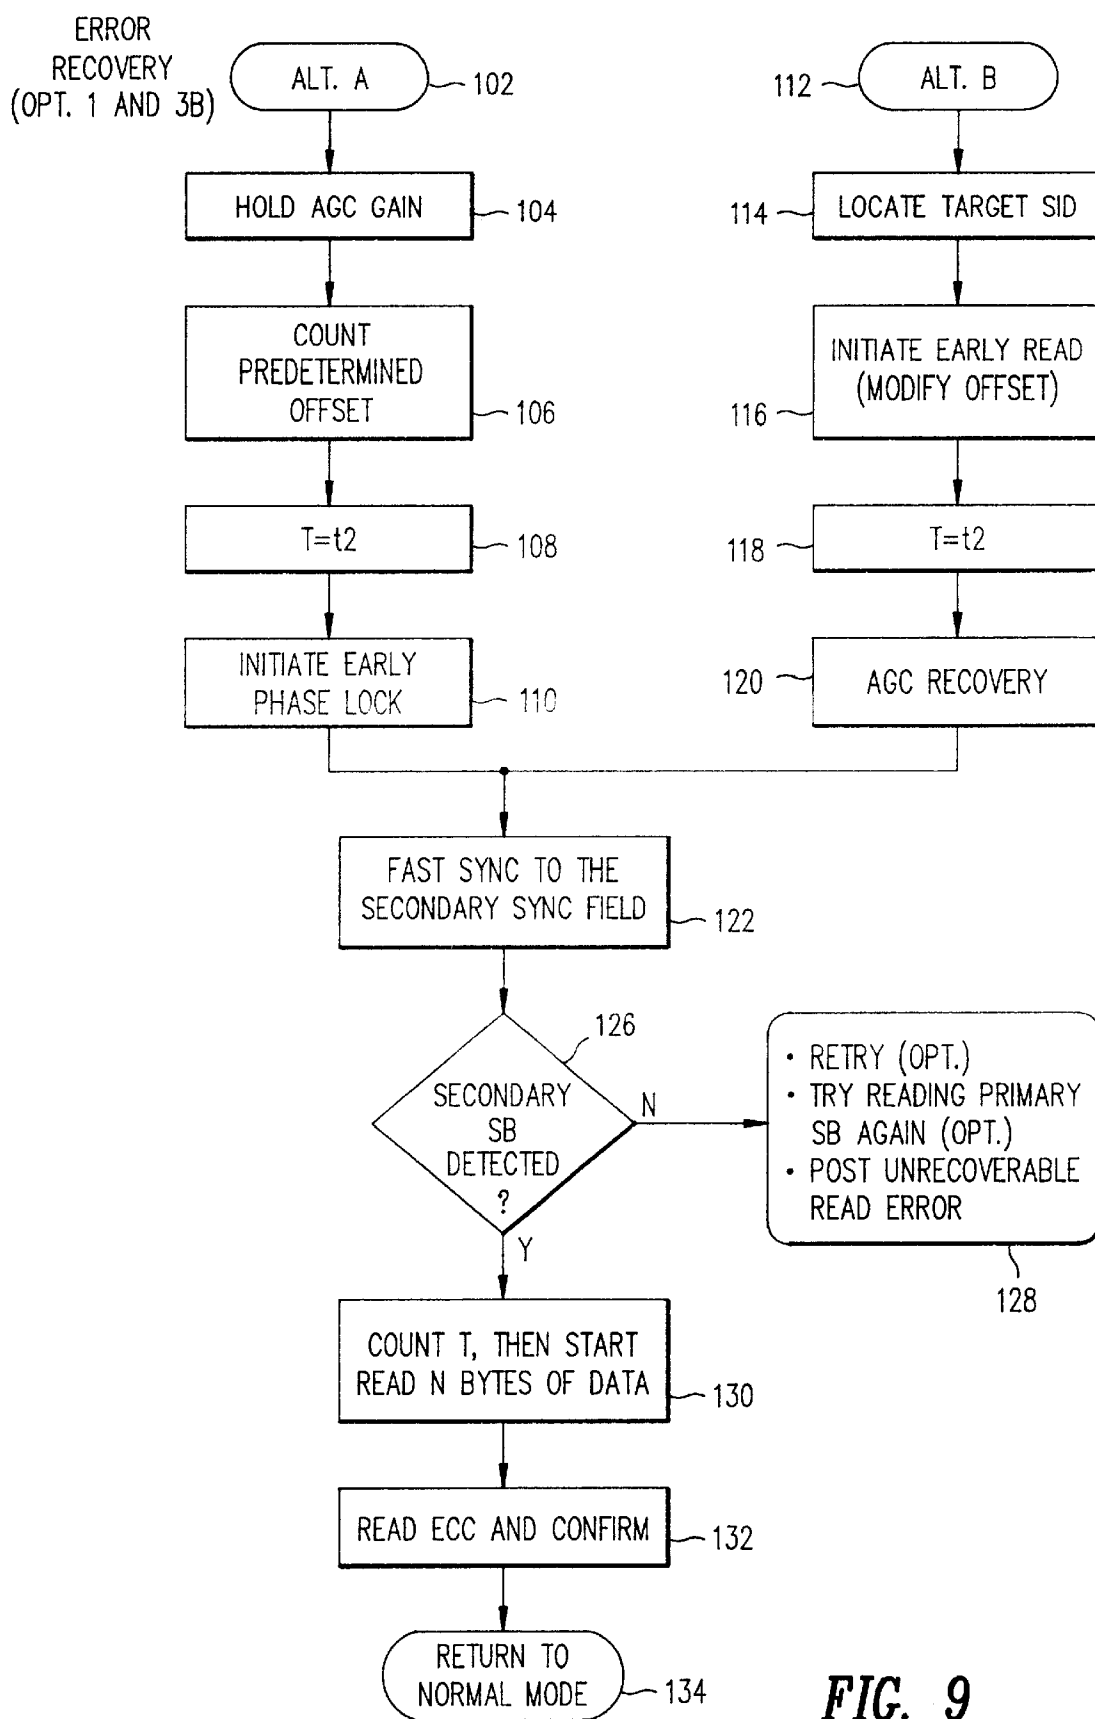 ERROR
RECOVERY
(OPT. 1 AND 3B)
ALT. A
102
HOLD AGC GAIN
104
COUNT
PREDETERMINED
OFFSET
106
T=t2
108
INITIATE EARLY
PHASE LOCK
110
112
ALT. B
114
LOCATE TARGET SID
INITIATE EARLY READ
(MODIFY OFFSET)
116
118
T=t2
120
AGC RECOVERY
FAST SYNC TO THE
SECONDARY SYNC FIELD
122
126
SECONDARY
SB
DETECTED
?
N
Y
• RETRY (OPT.)
• TRY READING PRIMARY
SB AGAIN (OPT.)
• POST UNRECOVERABLE
READ ERROR
128
COUNT T, THEN START
READ N BYTES OF DATA
130
READ ECC AND CONFIRM
132
RETURN TO
NORMAL MODE
134
FIG. 9